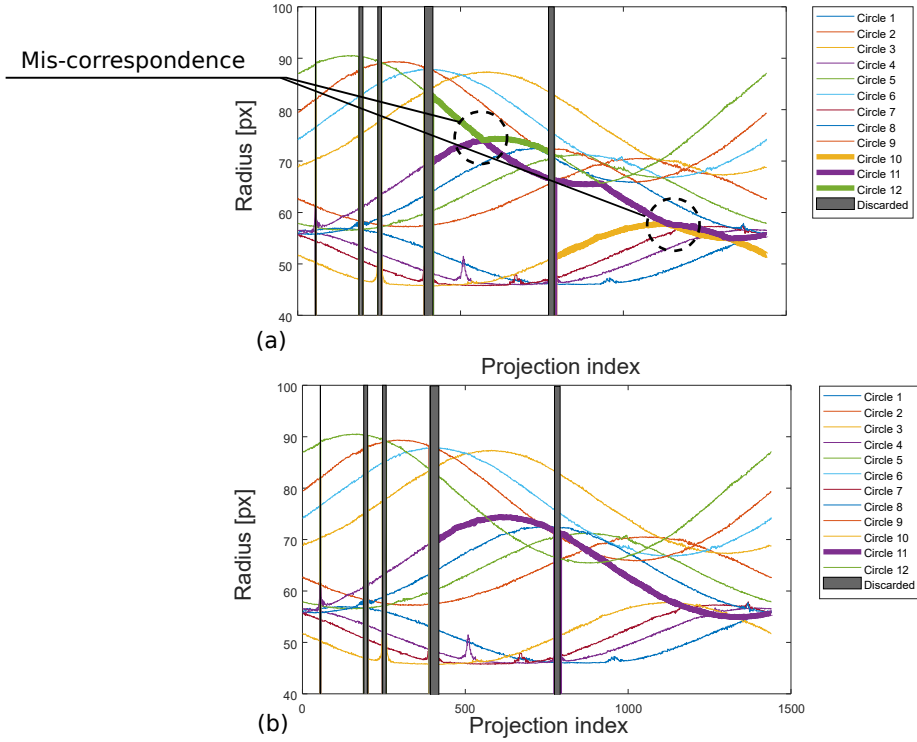 Mis-correspondence
Radius [px]
100
90
80
70
60
50
40
0
500
1000
1500
Circle 1
Circle 2
Circle 3
Circle 4
Circle 5
Circle 6
Circle 7
Circle 8
Circle 9
Circle 10
Circle 11
Circle 12
Discarded
(a)
Projection index
Radius [px]
100
90
80
70
60
50
40
0
500
1000
1500
Circle 1
Circle 2
Circle 3
Circle 4
Circle 5
Circle 6
Circle 7
Circle 8
Circle 9
Circle 10
Circle 11
Circle 12
Discarded
(b)
Projection index